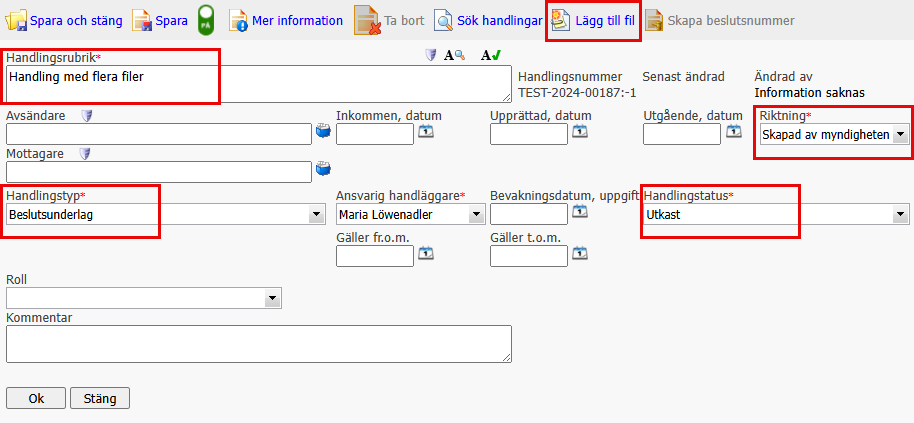 Spara och stäng Spara PÅ Mer information Ta bort Sök handlingar Lägg till fil Skapa beslutsnummer
Handlingsrubrik* A A
Handling med flera filer
Handlingsnummer Senast ändrad Ändrad av
TEST-2024-00187:-1 Information saknas
Avsändare Inkommen, datum Upprättad, datum Utgående, datum Riktning*
Skapad av myndigheten
Mottagare
Handlingstyp* Ansvarig handläggare* Bevakningsdatum, uppgift Handlingstatus*
Beslutsunderlag Maria Löwenadler Utkast
Gäller fr.o.m. Gäller t.o.m.
Roll
Kommentar
Ok Stäng